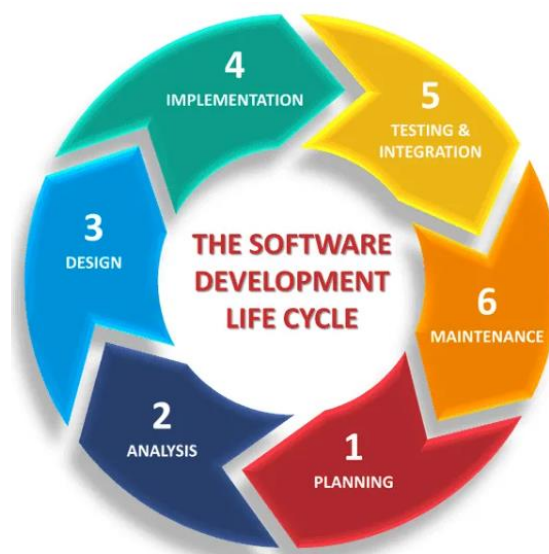 THE SOFTWARE
DEVELOPMENT
LIFE CYCLE
1
PLANNING
2
ANALYSIS
3
DESIGN
4
IMPLEMENTATION
5
TESTING &
INTEGRATION
6
MAINTENANCE